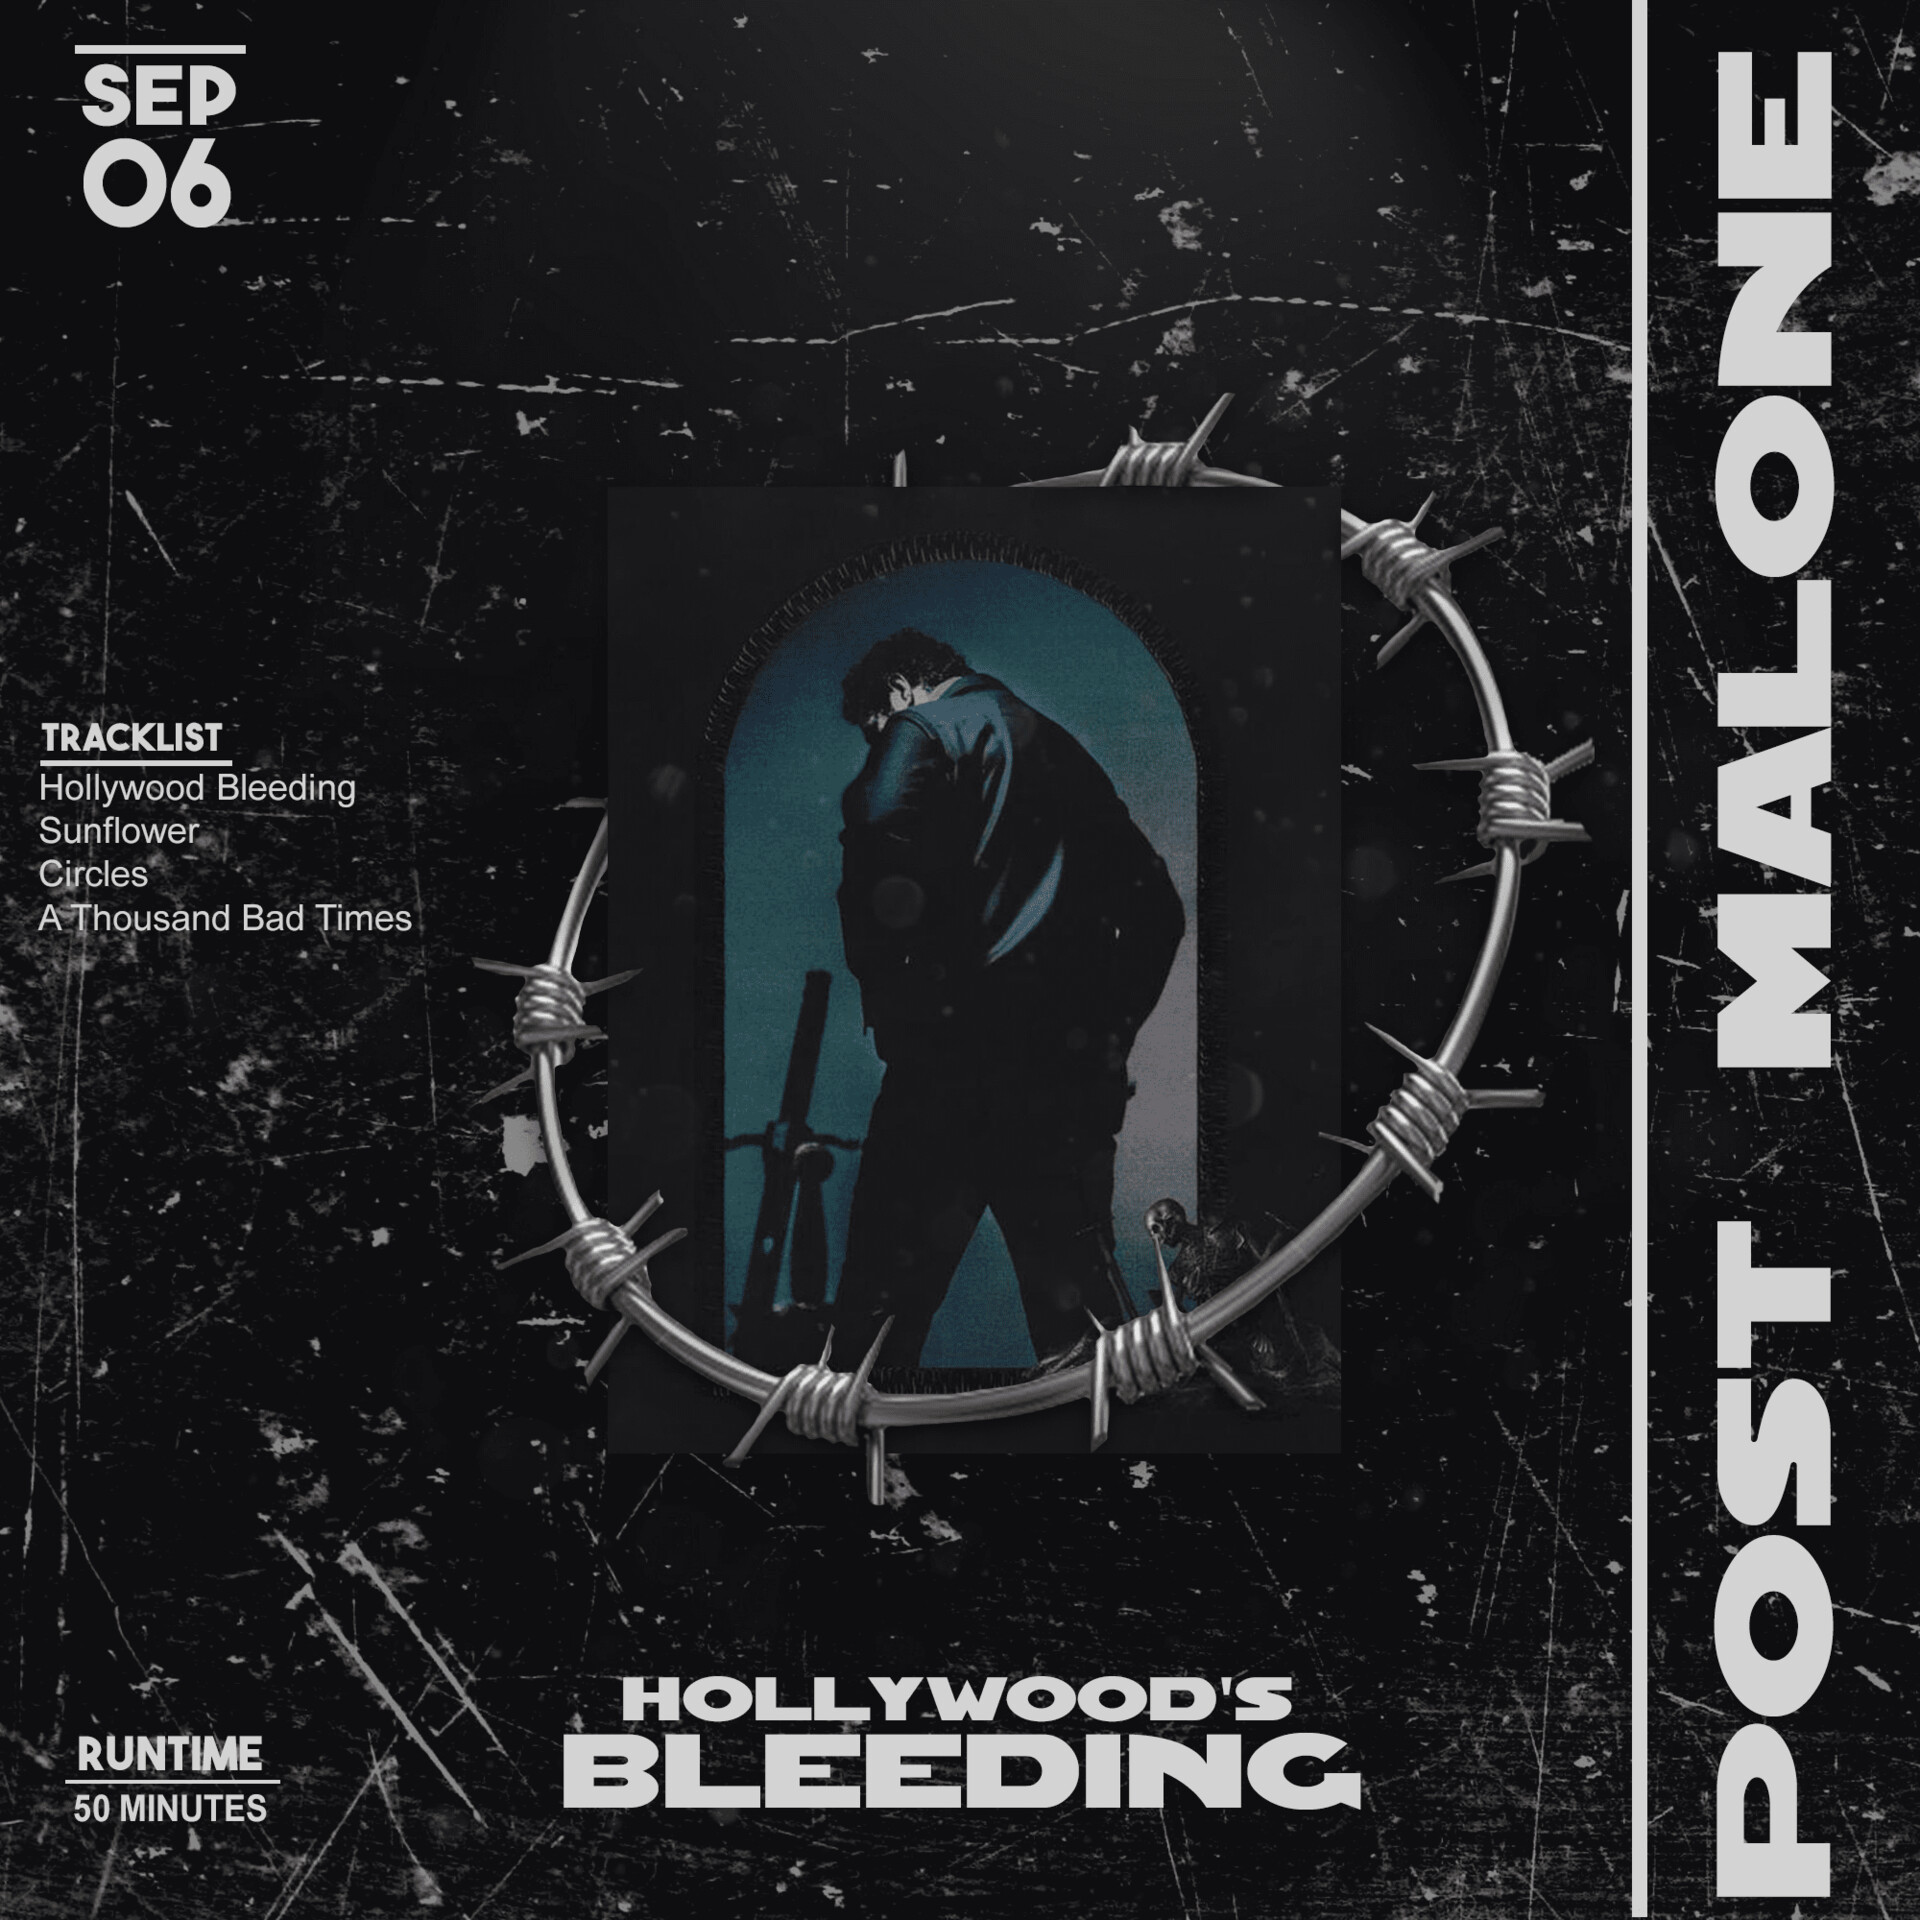 SEP
06
TRACKLIST
Hollywood Bleeding
Sunflower
Circles
A Thousand Bad Times
RUNTIME
50 MINUTES
HOLLYWOOD'S
BLEEDING
POST MALONE